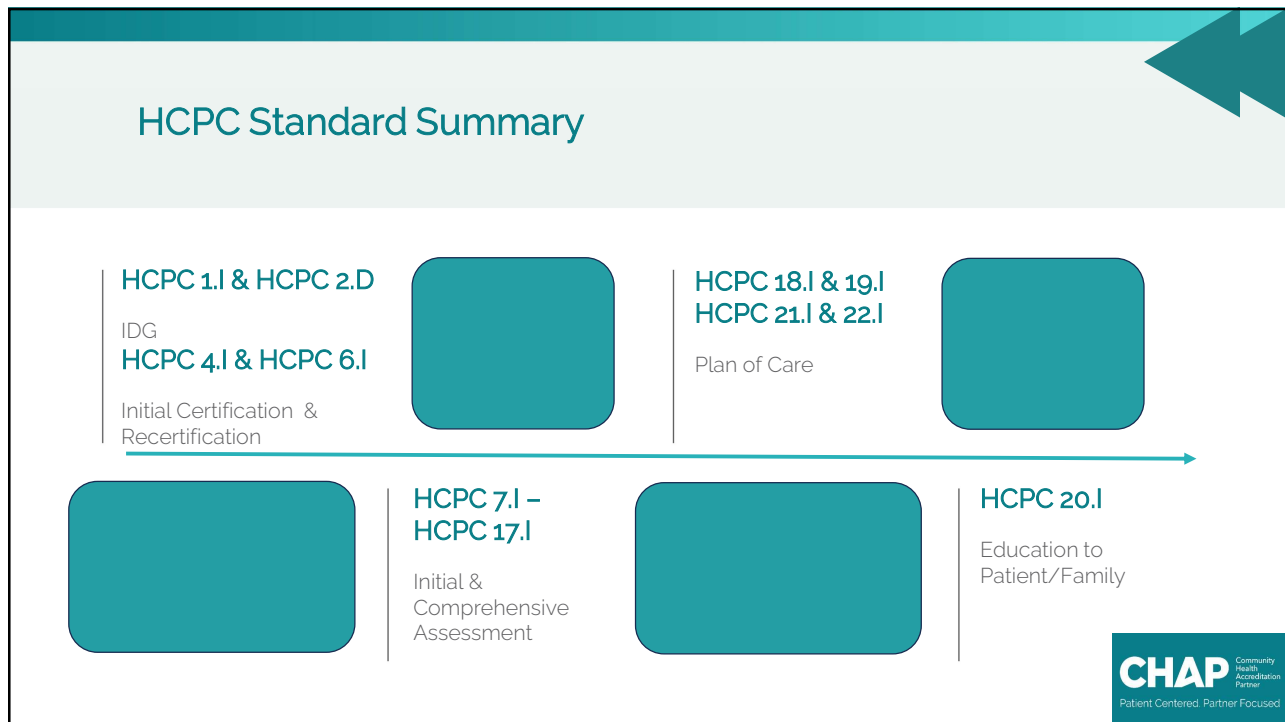 HCPC Standard Summary
HCPC 1.I & HCPC 2.D
IDG
HCPC 4.I & HCPC 6.I
Initial Certification &
Recertification
HCPC 7.I –
HCPC 17.I
Initial &
Comprehensive
Assessment
HCPC 18.I & 19.I
HCPC 21.I & 22.I
Plan of Care
HCPC 20.I
Education to
Patient/Family
CHAP
Community
Health
Accreditation
Partner
Patient Centered. Partner Focused